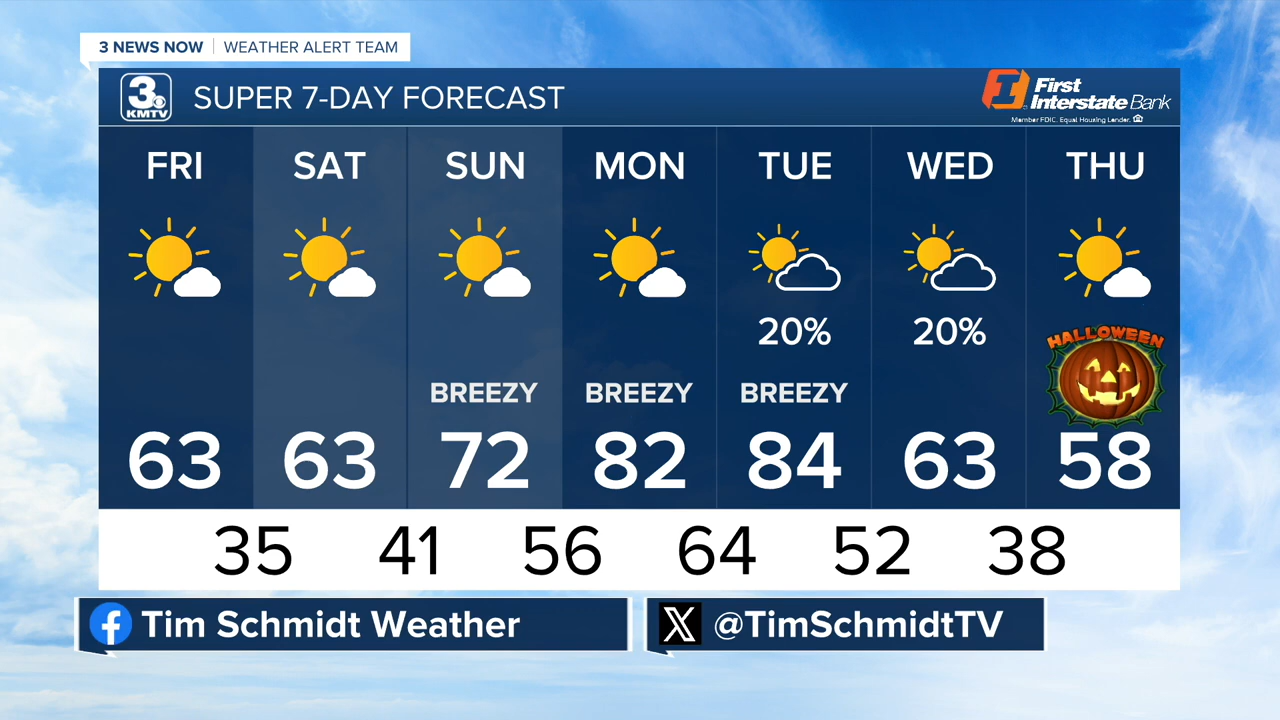 3 NEWS NOW WEATHER ALERT TEAM
3 KMTV
SUPER 7-DAY FORECAST
First Interstate Bank
Member FDIC. Equal Housing Lender.
FRI SAT SUN MON TUE WED THU
20% 20%
HALLOWEEN
BREEZY BREEZY BREEZY
63 63 72 82 84 63 58
35 41 56 64 52 38
Tim Schmidt Weather
@TimSchmidtTV